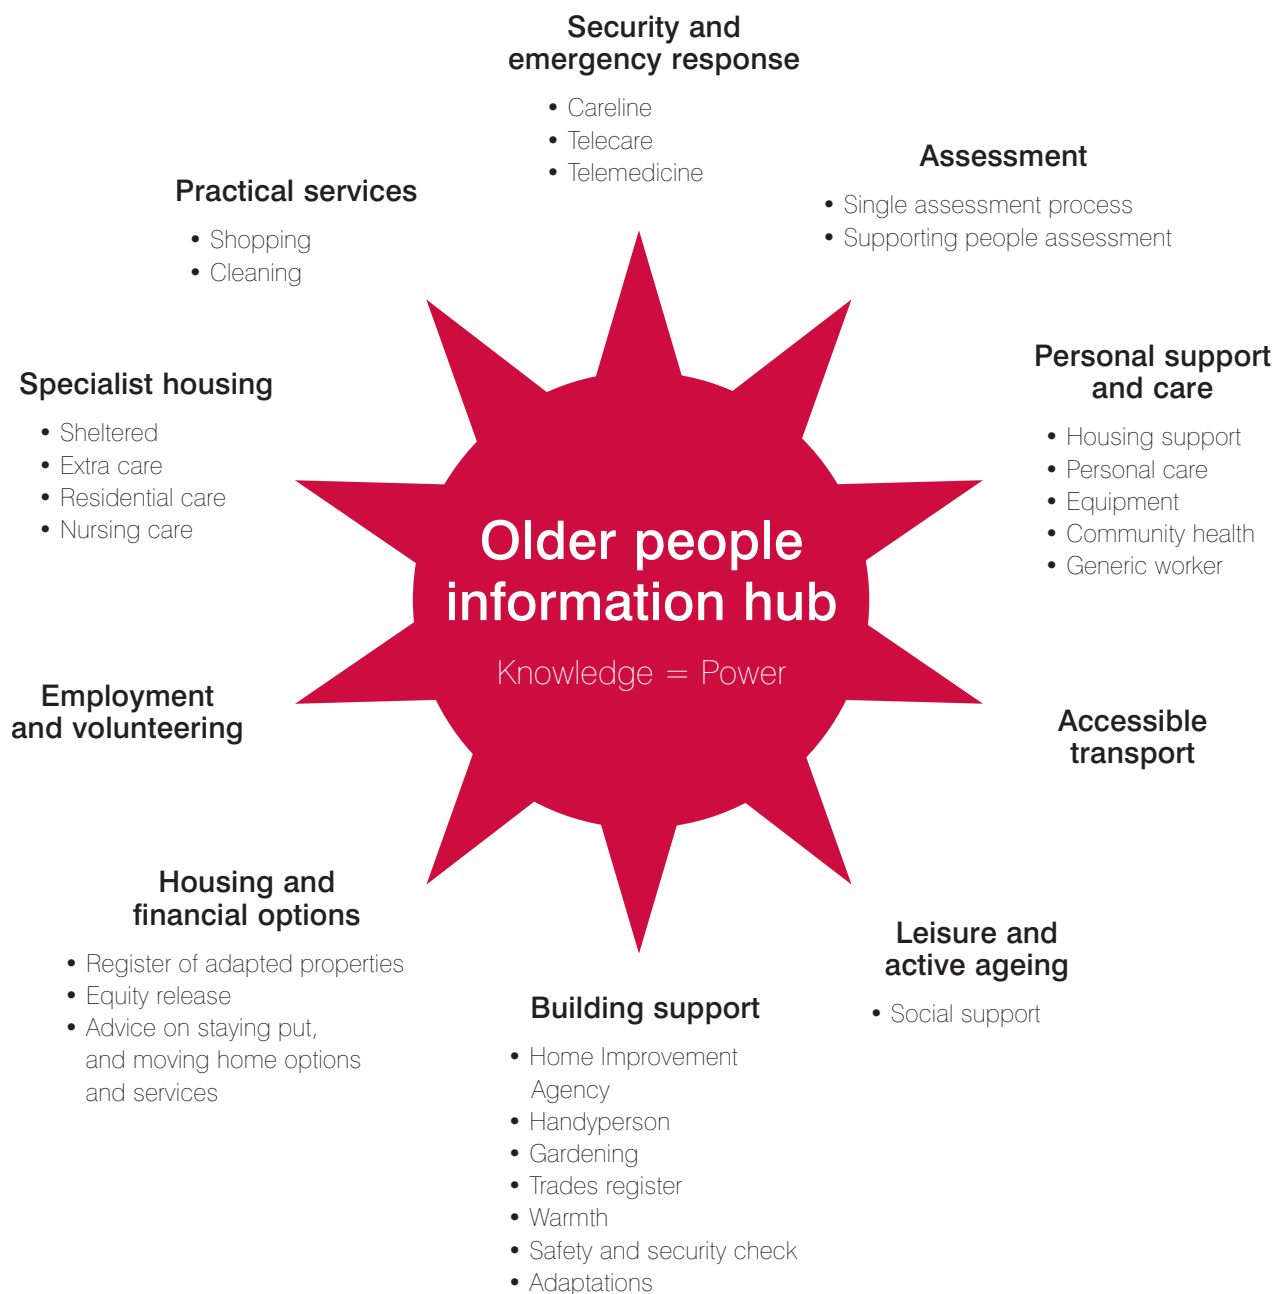 Security and
emergency response
• Careline
• Telecare
• Telemedicine
Assessment
• Single assessment process
• Supporting people assessment
Practical services
• Shopping
• Cleaning
Personal support
and care
• Housing support
• Personal care
• Equipment
• Community health
• Generic worker
Specialist housing
• Sheltered
• Extra care
• Residential care
• Nursing care
Older people
information hub
Knowledge = Power
Employment
and volunteering
Accessible
transport
Housing and
financial options
• Register of adapted properties
• Equity release
• Advice on staying put,
and moving home options
and services
Leisure and
active ageing
• Social support
Building support
• Home Improvement
Agency
• Handyperson
• Gardening
• Trades register
• Warmth
• Safety and security check
• Adaptations